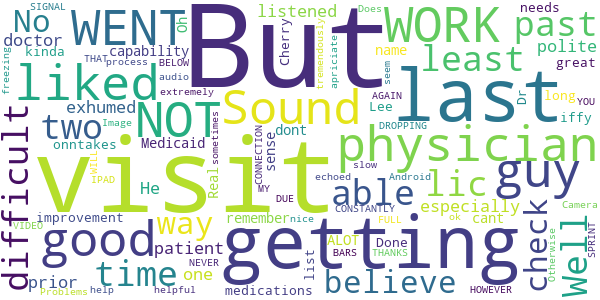 SIGNAL
Oh
Does
No
WENT
But
WORK
past
doctor
needs
kinda
THAT
BELOW
capability
listened
Cherry
tremendously
apriciate
least
polite
freezing
process
audio
name
seem
great
liked
extremely
last
exhumed
NOT
Sound
AGAIN
Dr
long
YOU
two
Image
sometimes
Lee
DROPPING
iffy
difficult
onntakes
Medicaid
dont
sense
physician
visit
WILL
He
Real
CONNECTION
echoed
slow
Android
guy
IPAD
MY
DUE
able
lic
check
well
improvement
way
remember
nice
CONSTANTLY
especially
cant
Camera
VIDEO
good
getting
ALOT
FULL
ok
Otherwise
SPRINT
patient
NEVER
list
Done
BARS
THANKS
prior
time
one
believe
Problems
help
helpful
medications
HOWEVER